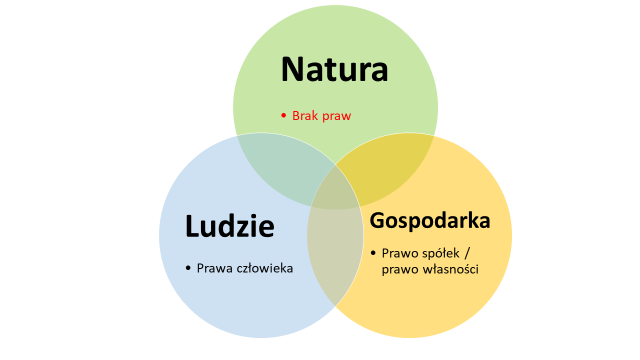 Natura
• Brak praw
Ludzie
• Prawa człowieka
Gospodarka
• Prawo spółek /
prawo własności